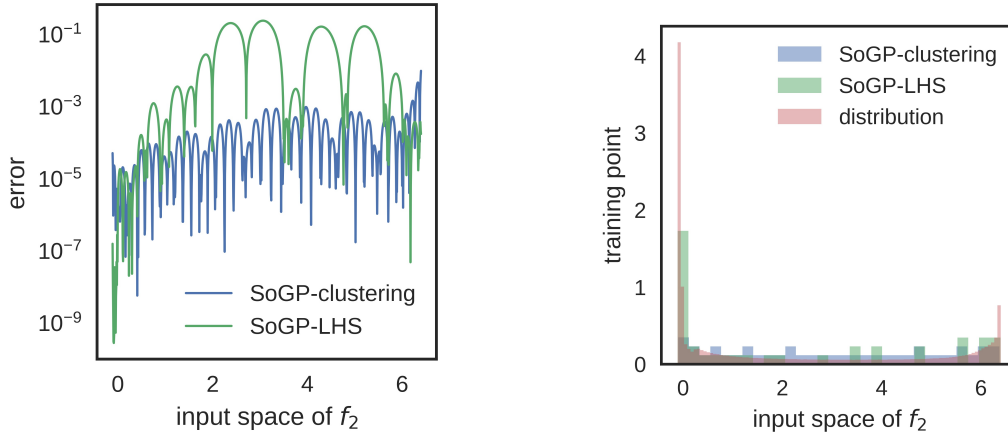 10⁻¹
10⁻³
10⁻⁵
10⁻⁷
10⁻⁹
error
SoGP-clustering
SoGP-LHS
0 2 4 6
input space of f₂
4
3
2
1
0
training point
SoGP-clustering
SoGP-LHS
distribution
0 2 4 6
input space of f₂